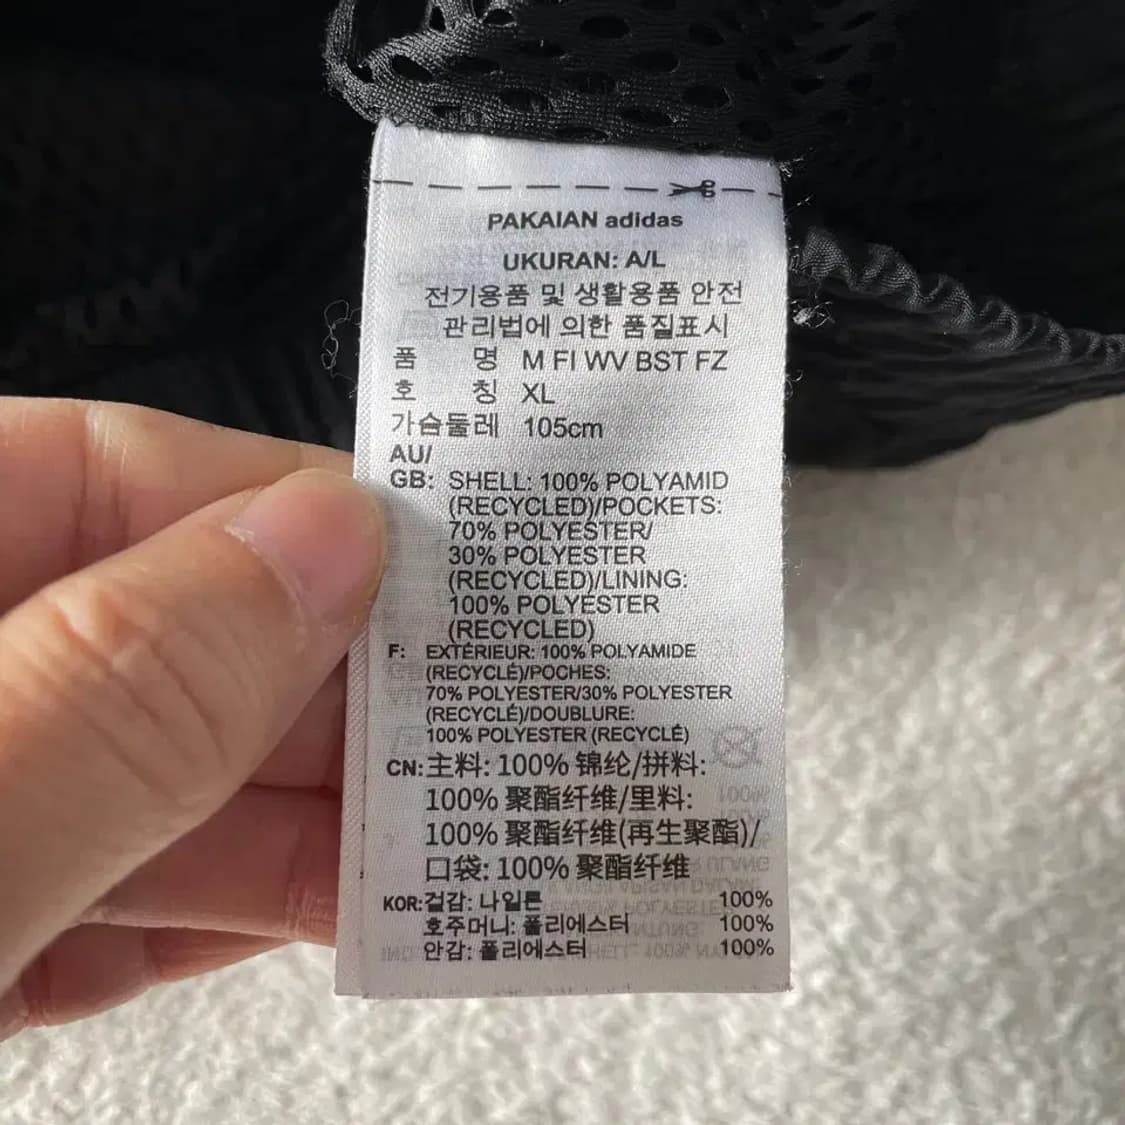 PAKAIAN adidas
UKURAN: A/L
전기용품 및 생활용품 안전
관리법에 의한 품질표시
품 명 M FI WV BST FZ
호 칭 XL
가슴둘레 105cm
AU/
GB: SHELL: 100% POLYAMID
(RECYCLED)/POCKETS:
70% POLYESTER/
30% POLYESTER
(RECYCLED)/LINING:
100% POLYESTER
(RECYCLED)
F: EXTÉRIEUR: 100% POLYAMIDE
(RECYCLÉ)/POCHES:
70% POLYESTER/30% POLYESTER
(RECYCLÉ)/DOUBLURE:
100% POLYESTER (RECYCLÉ)
CN: 主料: 100% 锦纶/拼料:
100% 聚酯纤维/里料:
100% 聚酯纤维(再生聚酯)/
口袋: 100% 聚酯纤维
KOR: 겉감: 나일론 100%
호주머니: 폴리에스터 100%
안감: 폴리에스터 100%